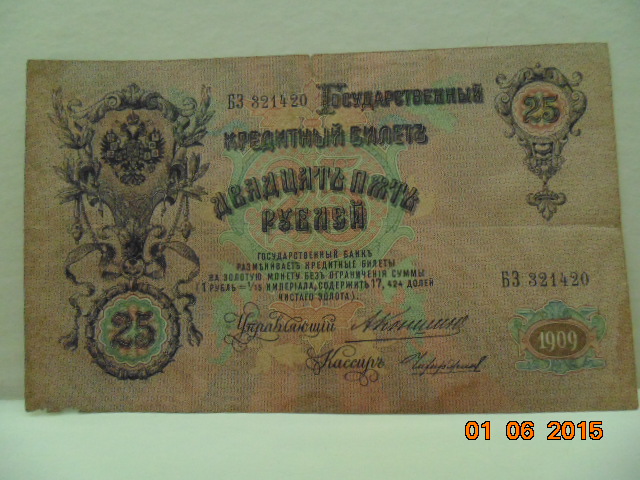 БЗ 321420 Государственный
25
Кредитный Билетъ
Двадцать пять
рублей
ГОСУДАРСТВЕННЫЙ БАНКЪ
РАЗМѢНИВАЕТЪ КРЕДИТНЫЕ БИЛЕТЫ
НА ЗОЛОТУЮ МОНЕТУ БЕЗЪ ОГРАНИЧЕНІЯ СУММЫ
(1 РУБЛЬ = 1/15 ИМПЕРІАЛА, СОДЕРЖИТЪ 17,424 ДОЛЕЙ
ЧИСТАГО ЗОЛОТА).
БЗ 321420
25
Управляющій
А Коншинъ
1909
Кассиръ
01 06 2015